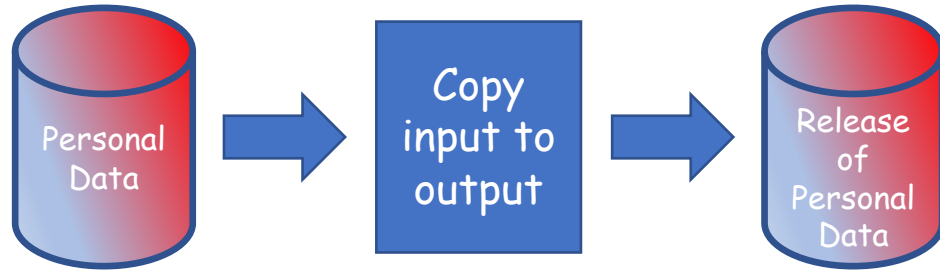 Personal
Data
Copy
input to
output
Release
of
Personal
Data